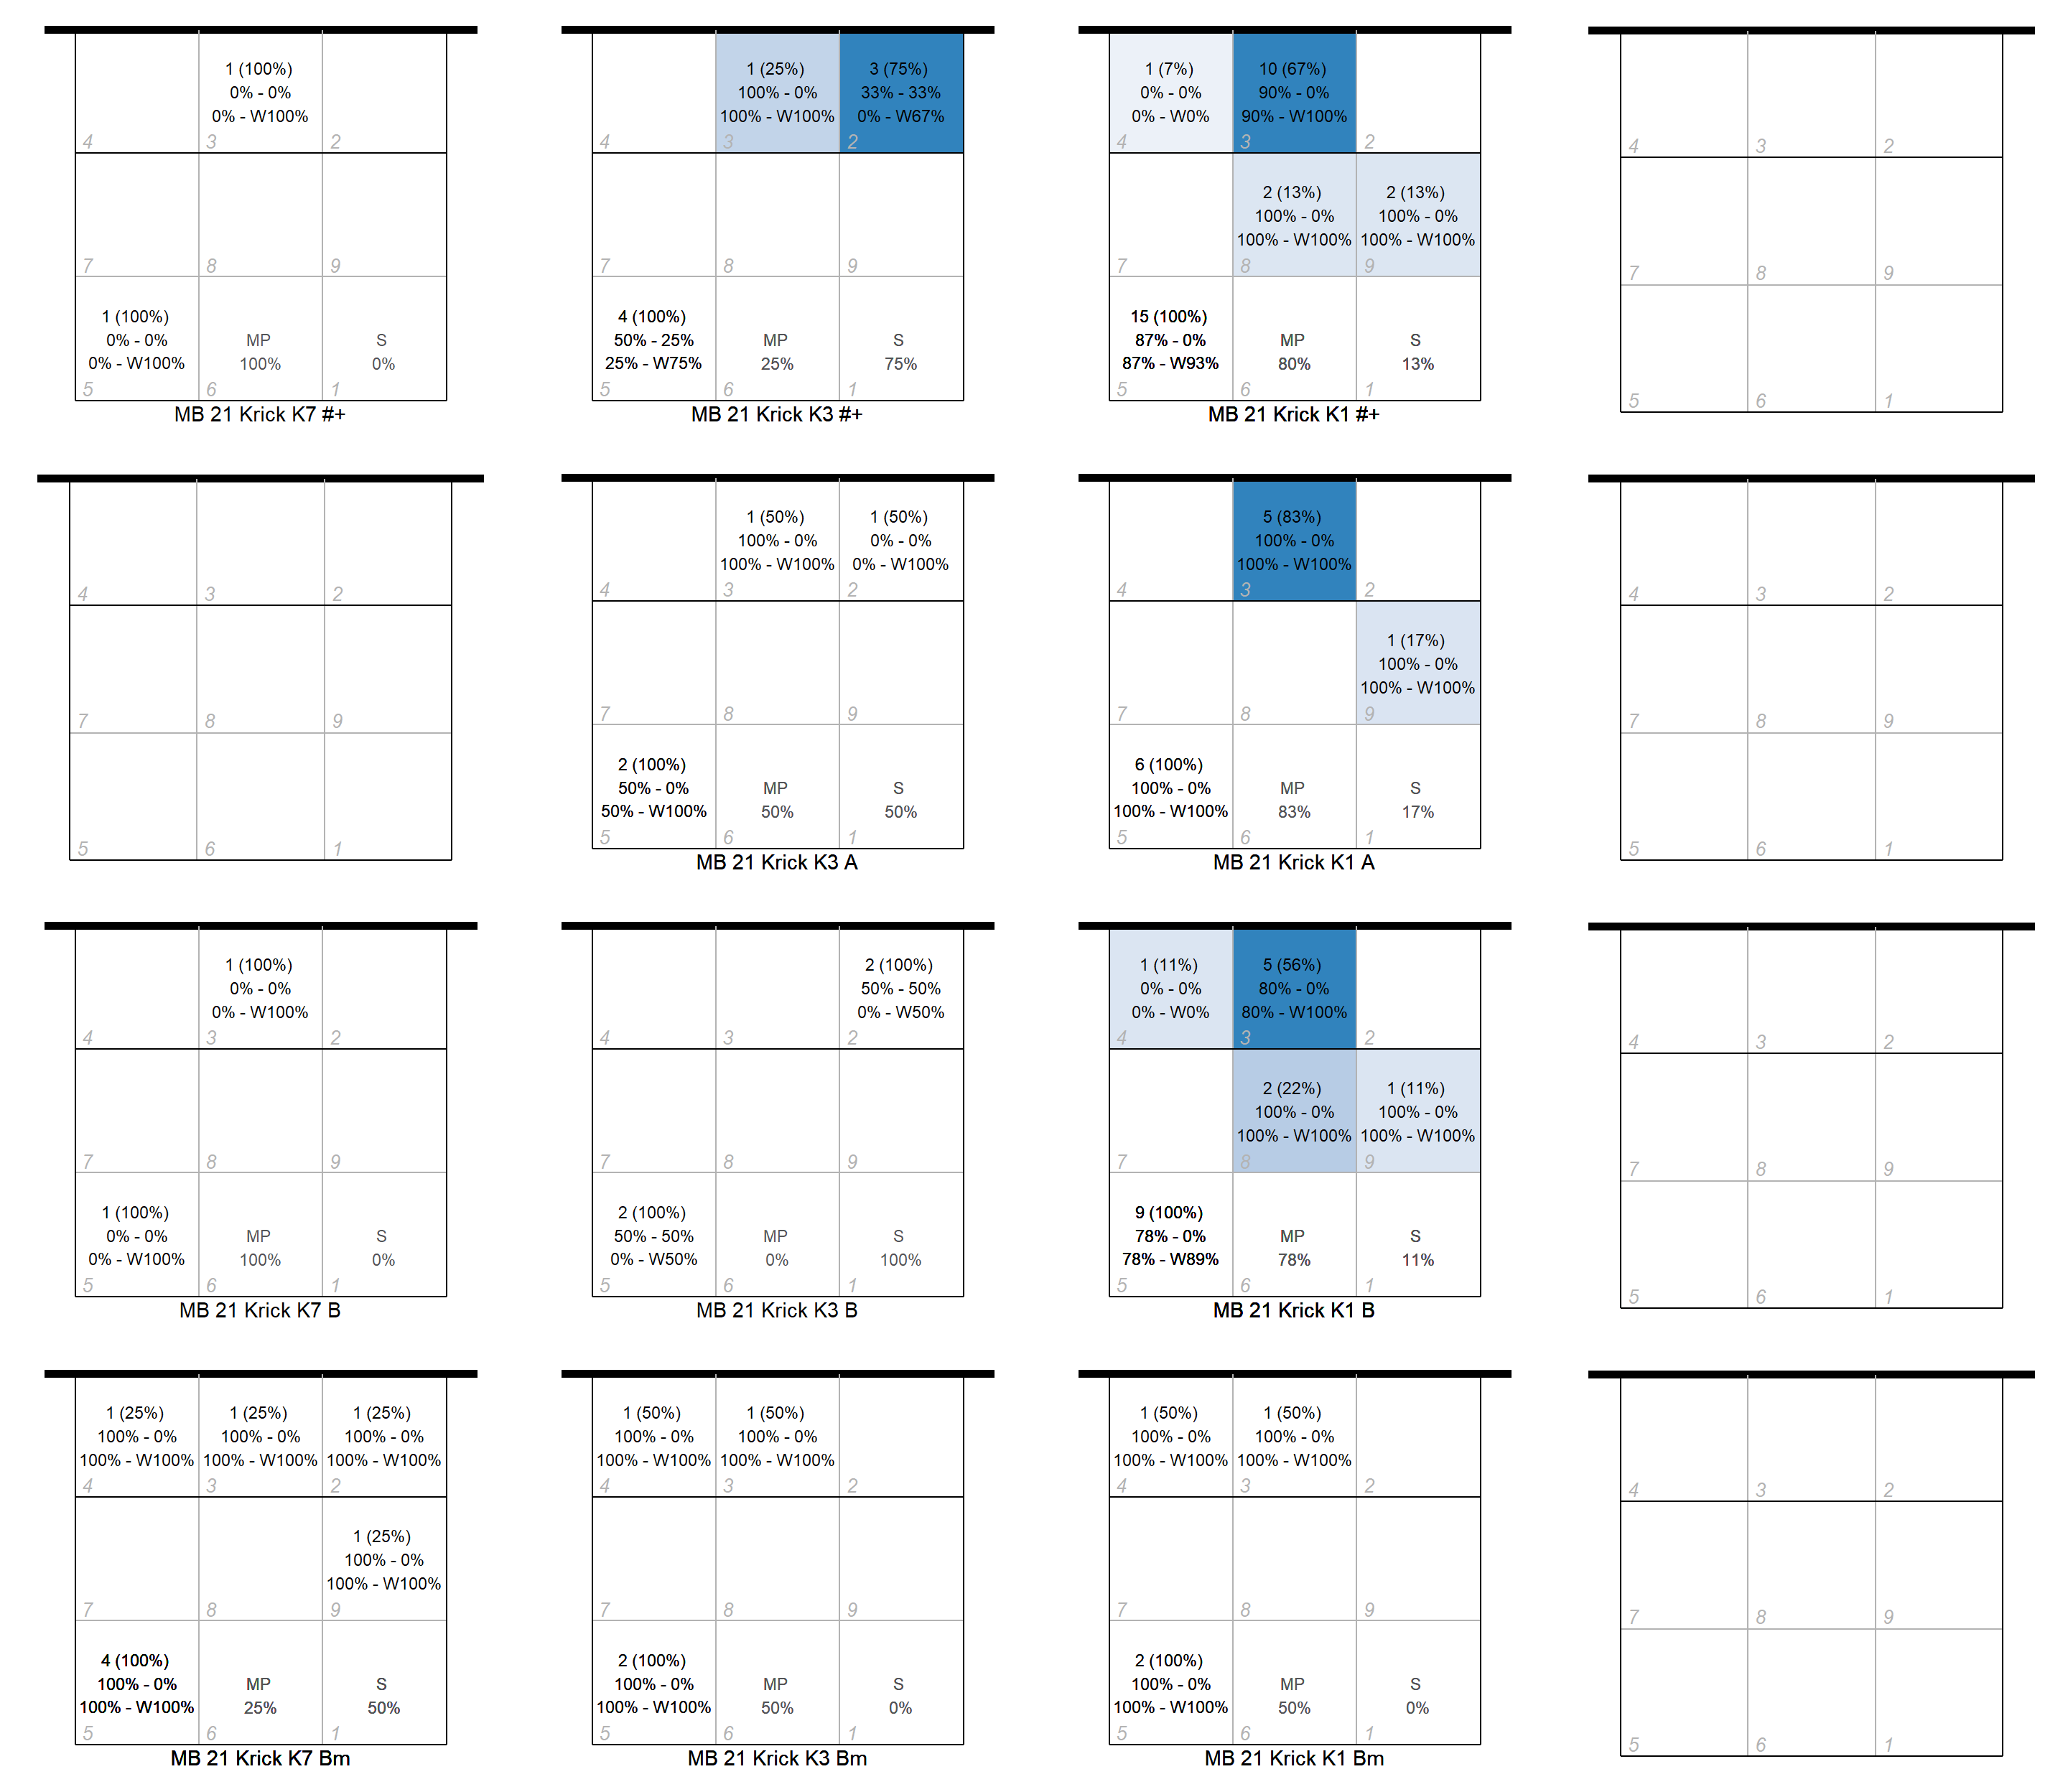 1 (100%)
0% - 0%
0% - W100%
4 3 2
7 8 9
1 (100%)
0% - 0%
0% - W100%
MP
100%
S
0%
5 6 1
MB 21 Krick K7 #+
1 (25%)
100% - 0%
100% - W100%
3 (75%)
33% - 33%
0% - W67%
4 3 2
7 8 9
4 (100%)
50% - 25%
25% - W75%
MP
25%
S
75%
5 6 1
MB 21 Krick K3 #+
1 (7%)
0% - 0%
0% - W0%
10 (67%)
90% - 0%
90% - W100%
4 3 2
2 (13%)
100% - 0%
100% - W100%
2 (13%)
100% - 0%
100% - W100%
7 8 9
15 (100%)
87% - 0%
87% - W93%
MP
80%
S
13%
5 6 1
MB 21 Krick K1 #+
4 3 2
7 8 9
5 6 1
4 3 2
7 8 9
5 6 1
1 (50%)
100% - 0%
100% - W100%
1 (50%)
0% - 0%
0% - W100%
4 3 2
7 8 9
2 (100%)
50% - 0%
50% - W100%
MP
50%
S
50%
5 6 1
MB 21 Krick K3 A
5 (83%)
100% - 0%
100% - W100%
4 3 2
1 (17%)
100% - 0%
100% - W100%
7 8 9
6 (100%)
100% - 0%
100% - W100%
MP
83%
S
17%
5 6 1
MB 21 Krick K1 A
4 3 2
7 8 9
5 6 1
1 (100%)
0% - 0%
0% - W100%
4 3 2
7 8 9
1 (100%)
0% - 0%
0% - W100%
MP
100%
S
0%
5 6 1
MB 21 Krick K7 B
2 (100%)
50% - 50%
0% - W50%
4 3 2
7 8 9
2 (100%)
50% - 50%
0% - W50%
MP
0%
S
100%
5 6 1
MB 21 Krick K3 B
1 (11%)
0% - 0%
0% - W0%
5 (56%)
80% - 0%
80% - W100%
4 3 2
2 (22%)
100% - 0%
100% - W100%
1 (11%)
100% - 0%
100% - W100%
7 8 9
9 (100%)
78% - 0%
78% - W89%
MP
78%
S
11%
5 6 1
MB 21 Krick K1 B
4 3 2
7 8 9
5 6 1
1 (25%)
100% - 0%
100% - W100%
1 (25%)
100% - 0%
100% - W100%
1 (25%)
100% - 0%
100% - W100%
4 3 2
1 (25%)
100% - 0%
100% - W100%
7 8 9
4 (100%)
100% - 0%
100% - W100%
MP
25%
S
50%
5 6 1
MB 21 Krick K7 Bm
1 (50%)
100% - 0%
100% - W100%
1 (50%)
100% - 0%
100% - W100%
4 3 2
7 8 9
2 (100%)
100% - 0%
100% - W100%
MP
50%
S
0%
5 6 1
MB 21 Krick K3 Bm
1 (50%)
100% - 0%
100% - W100%
1 (50%)
100% - 0%
100% - W100%
4 3 2
7 8 9
2 (100%)
100% - 0%
100% - W100%
MP
50%
S
0%
5 6 1
MB 21 Krick K1 Bm
4 3 2
7 8 9
5 6 1